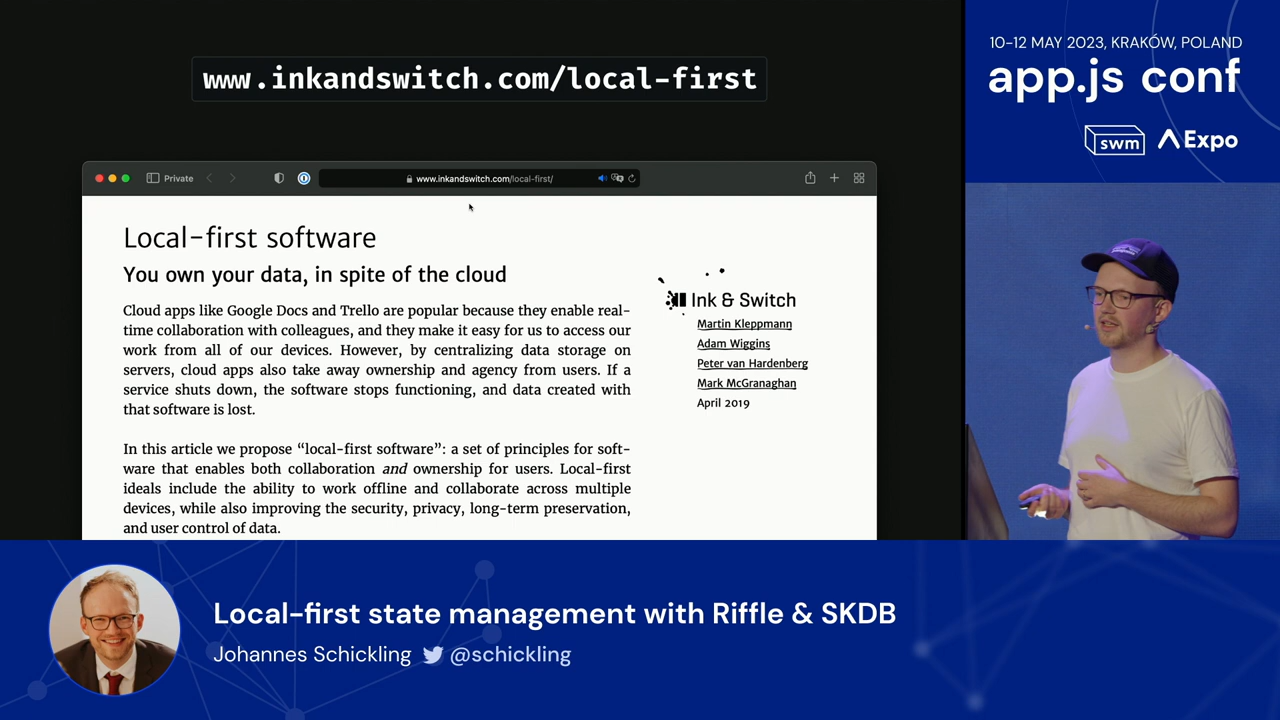 www.inkandswitch.com/local-first
Private
www.inkandswitch.com/local-first/
Local-first software
You own your data, in spite of the cloud
Cloud apps like Google Docs and Trello are popular because they enable real-
time collaboration with colleagues, and they make it easy for us to access our
work from all of our devices. However, by centralizing data storage on
servers, cloud apps also take away ownership and agency from users. If a
service shuts down, the software stops functioning, and data created with
that software is lost.
In this article we propose “local-first software”: a set of principles for soft-
ware that enables both collaboration and ownership for users. Local-first
ideals include the ability to work offline and collaborate across multiple
devices, while also improving the security, privacy, long-term preservation,
and user control of data.
Ink & Switch
Martin Kleppmann
Adam Wiggins
Peter van Hardenberg
Mark McGranaghan
April 2019
10-12 MAY 2023, KRAKÓW, POLAND
app.js conf
swm
Expo
Local-first state management with Riffle & SKDB
Johannes Schickling @schickling